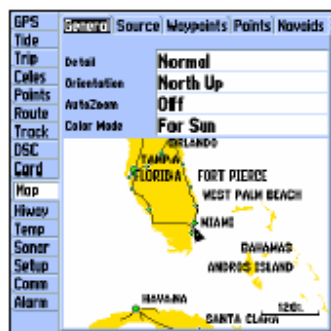 GPS
Tide
Trip
Celes
Points
Route
Track
DSC
Card
Map
Hiway
Temp
Sonar
Setup
Comm
Alarm
General Source Waypoints Points Navaids
Detail Normal
Orientation North Up
AutoZoom Off
Color Mode For Sun
ORLANDO
TAMPA
FLORIDA FORT PIERCE
WEST PALM BEACH
MIAMI
BAHAMAS
ANDROS ISLAND
HAVANA
120mi
SANTA CLARA